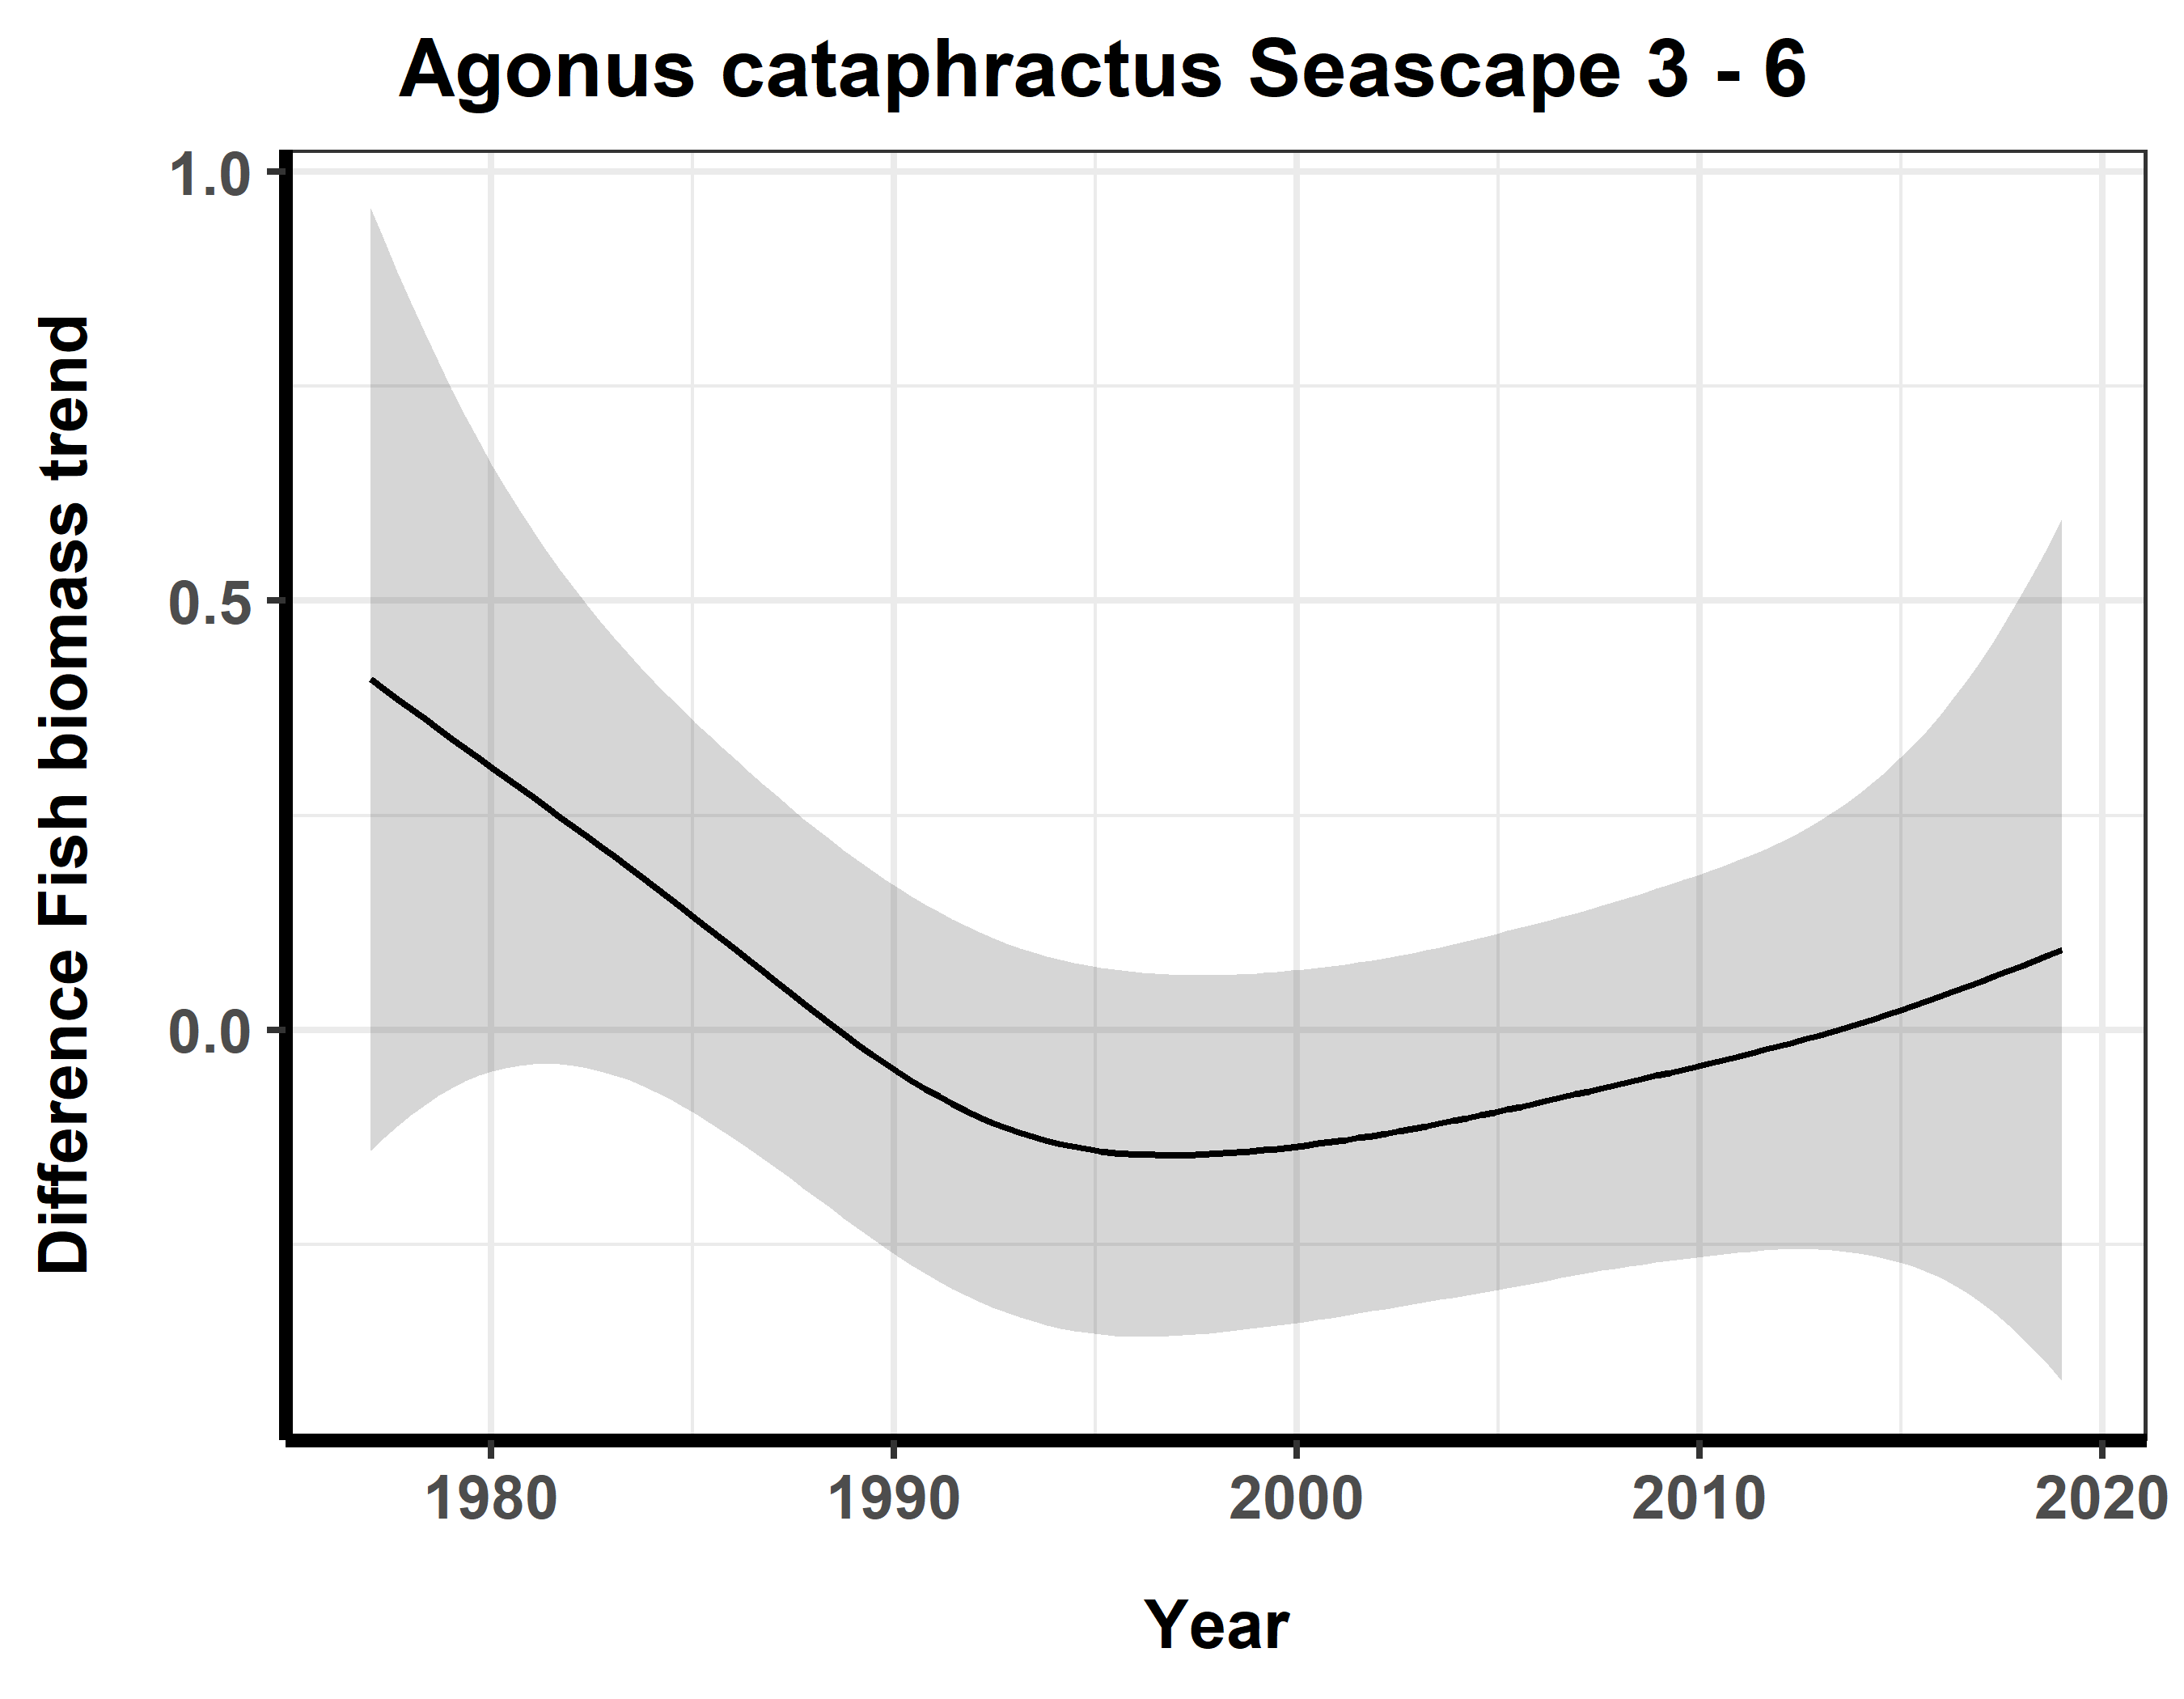 Agonus cataphractus Seascape 3 - 6
Difference Fish biomass trend
1.0
0.5
0.0
1980 1990 2000 2010 2020
Year